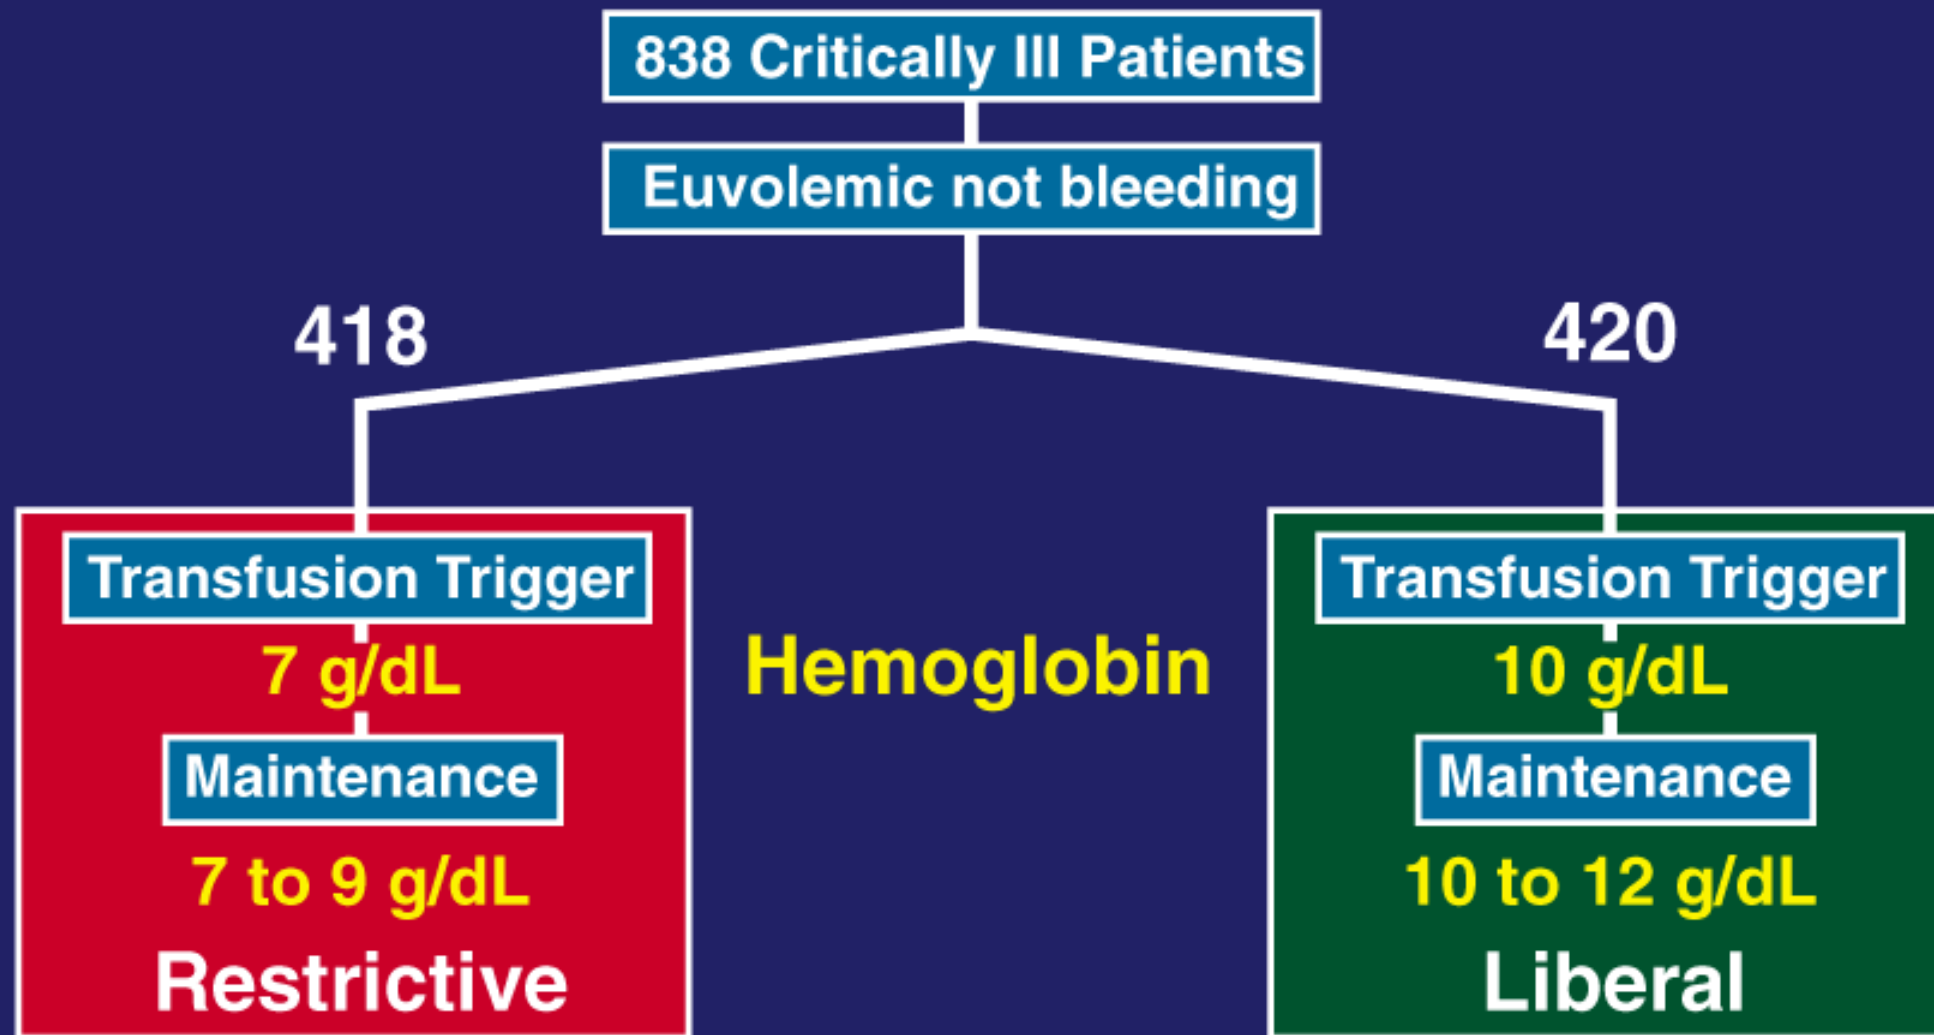 838 Critically Ill Patients
Euvolemic not bleeding
418
420
Transfusion Trigger
7 g/dL
Maintenance
7 to 9 g/dL
Restrictive
Hemoglobin
Transfusion Trigger
10 g/dL
Maintenance
10 to 12 g/dL
Liberal